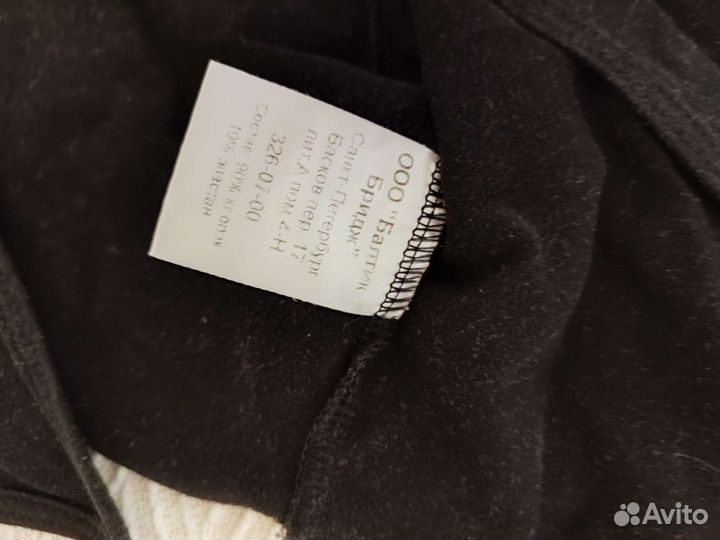 ООО "Балтик
Бридж"
Санкт-Петербург
Басков пер. 17
лит.А пом 4-Н
326-07-00
Состав 90% хлопок
10% эластан
Avito